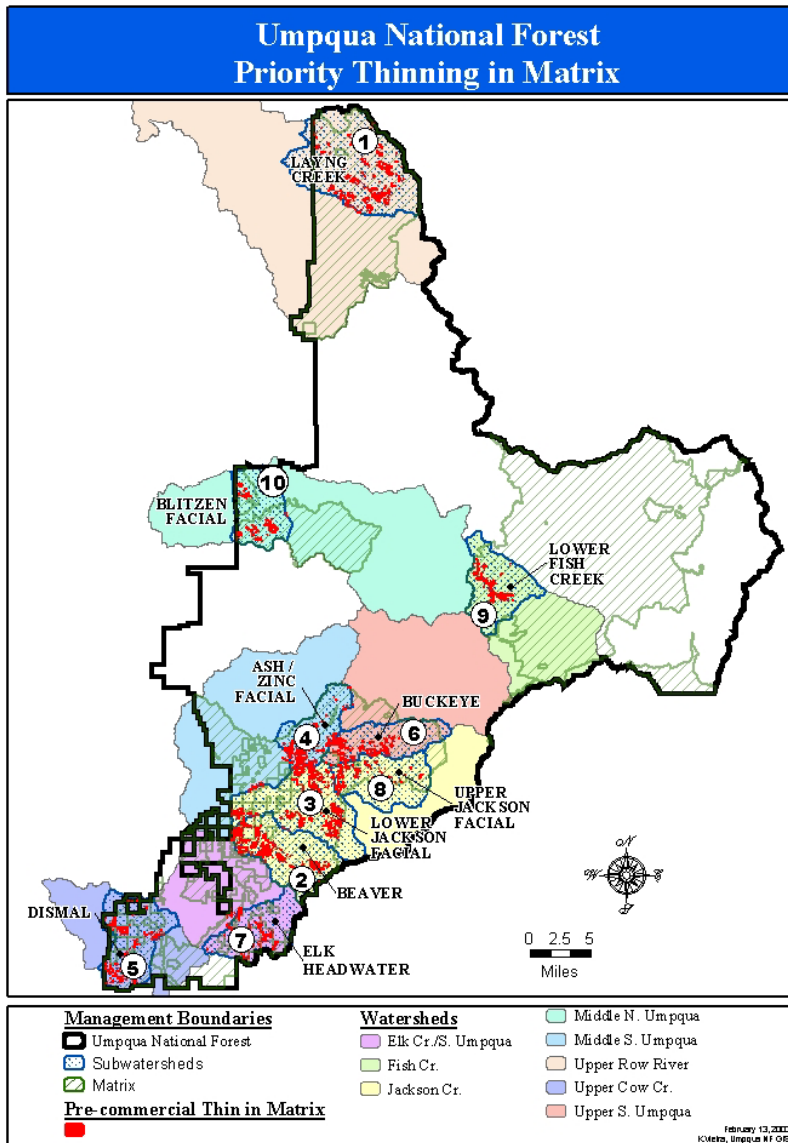 Umpqua National Forest
Priority Thinning in Matrix
1
LAYNG
CREEK
10
BLITZEN
FACIAL
LOWER
FISH
CREEK
9
ASH /
ZINC
FACIAL
BUCKEYE
4
6
8
3
UPPER
JACKSON
FACIAL
LOWER
JACKSON
FACIAL
2
BEAVER
N
W
E
S
DISMAL
7
5
ELK
HEADWATER
0 2.5 5
Miles
Management Boundaries
Umpqua National Forest
Subwatersheds
Matrix
Pre-commercial Thin in Matrix
Watersheds
Elk Cr./S. Umpqua
Fish Cr.
Jackson Cr.
Middle N. Umpqua
Middle S. Umpqua
Upper Row River
Upper Cow Cr.
Upper S. Umpqua